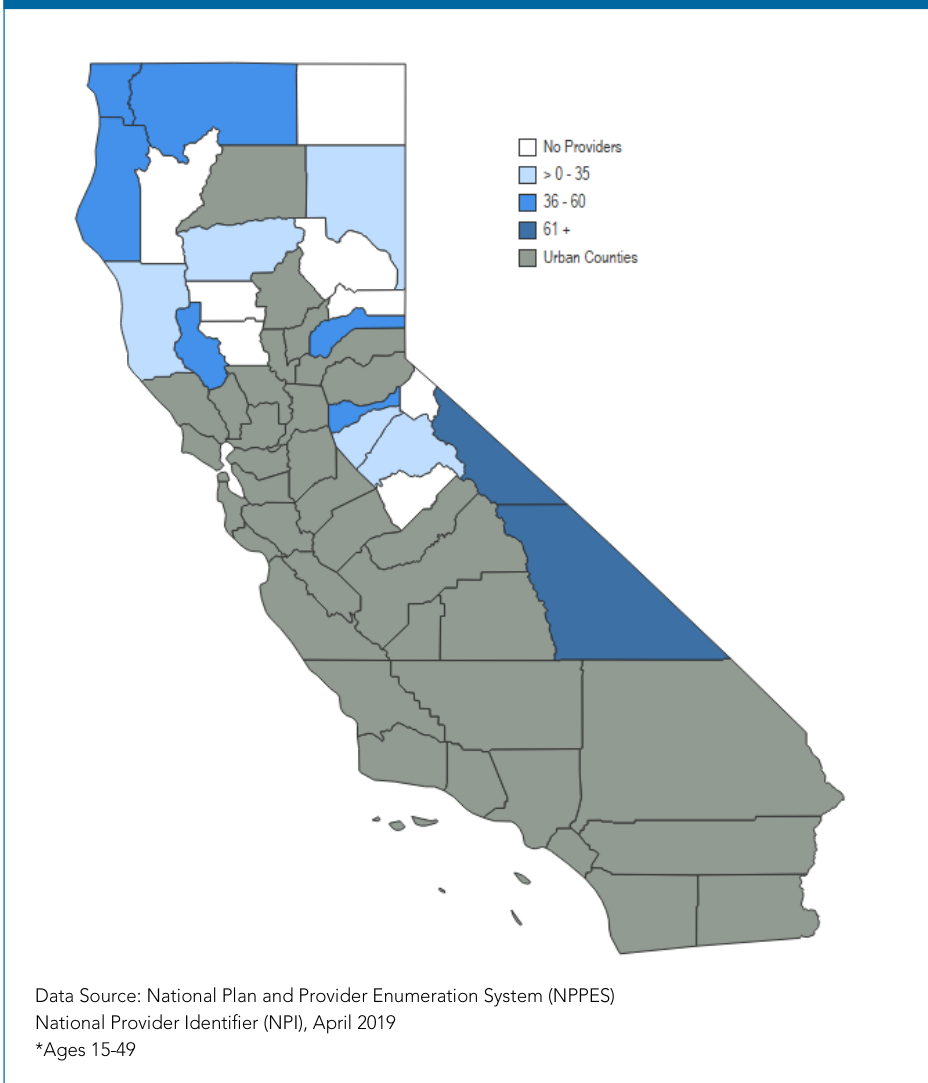 No Providers
> 0 - 35
36 - 60
61 +
Urban Counties
Data Source: National Plan and Provider Enumeration System (NPPES)
National Provider Identifier (NPI), April 2019
*Ages 15-49